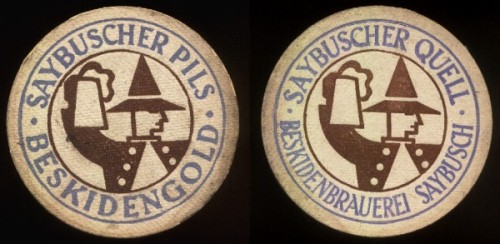 SAYBUSCHER PILS
BESKIDENGOLD
SAYBUSCHER QUELL
BESKIDENBRAUEREI SAYBUSCH